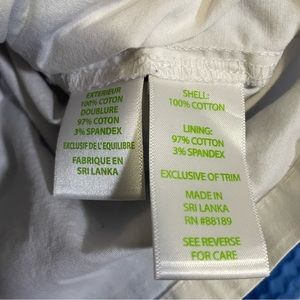 EXTERIEUR
100% COTON
DOUBLURE
97% COTON
3% SPANDEX
EXCLUSIF DE L'EQUILIBRE
FABRIQUE EN
SRI LANKA
SHELL:
100% COTTON
LINING:
97% COTTON
3% SPANDEX
EXCLUSIVE OF TRIM
MADE IN
SRI LANKA
RN #88189
SEE REVERSE
FOR CARE